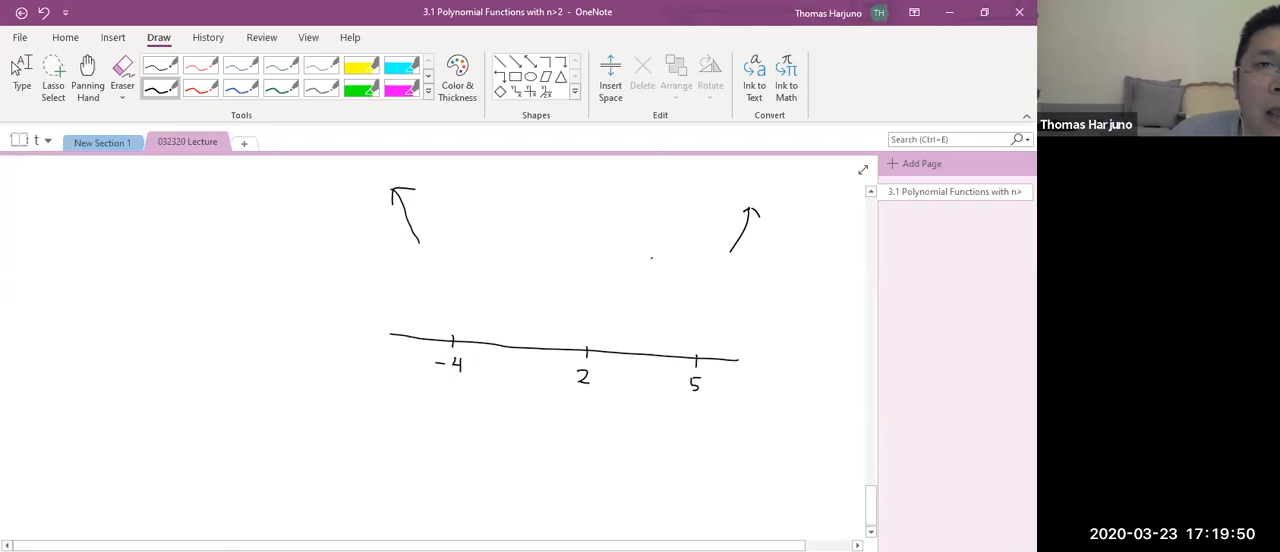 3.1 Polynomial Functions with n>2 - OneNote
Thomas Harjuno TH
File Home Insert Draw History Review View Help
Type
Lasso Select
Panning Hand
Eraser
Color & Thickness
Insert Space
Delete
Arrange
Rotate
Ink to Text
Ink to Math
Tools Shapes Edit Convert
t New Section 1 032320 Lecture
Search (Ctrl+E)
Add Page
3.1 Polynomial Functions with n>
-4
2
5
Thomas Harjuno
2020-03-23 17:19:50